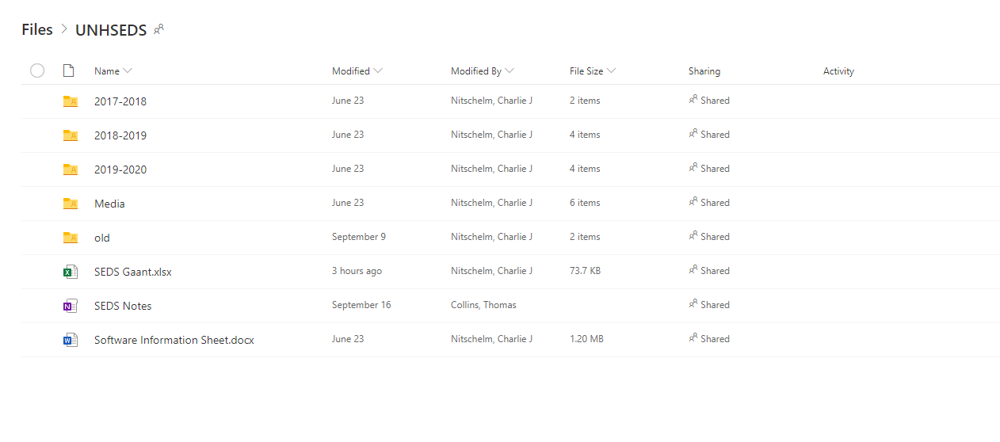 Files > UNHSEDS
Name Modified Modified By File Size Sharing Activity
2017-2018 June 23 Nitschelm, Charlie J 2 items Shared
2018-2019 June 23 Nitschelm, Charlie J 4 items Shared
2019-2020 June 23 Nitschelm, Charlie J 4 items Shared
Media June 23 Nitschelm, Charlie J 6 items Shared
old September 9 Nitschelm, Charlie J 2 items Shared
SEDS Gaant.xlsx 3 hours ago Nitschelm, Charlie J 73.7 KB Shared
SEDS Notes September 16 Collins, Thomas Shared
Software Information Sheet.docx June 23 Nitschelm, Charlie J 1.20 MB Shared